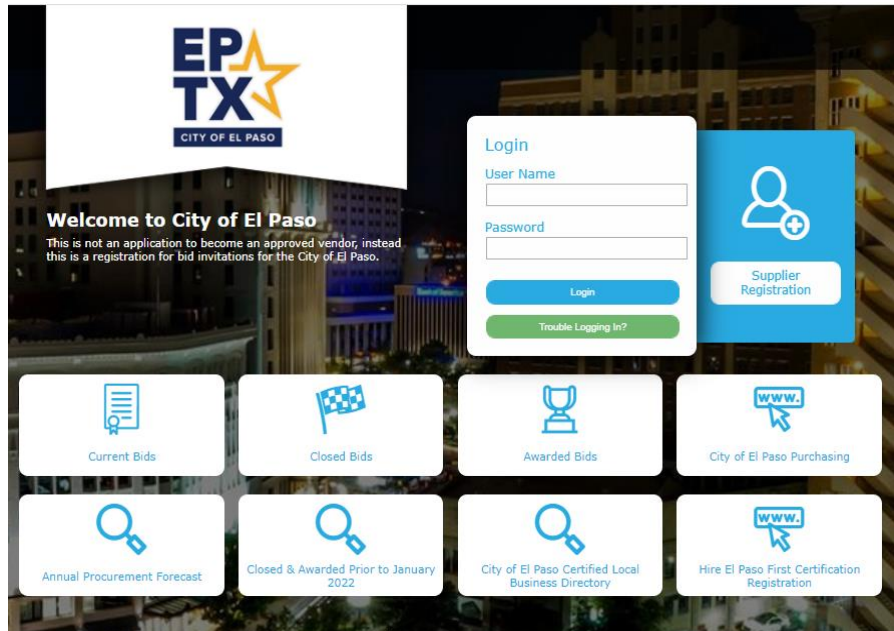 EP
TX
CITY OF EL PASO
Welcome to City of El Paso
This is not an application to become an approved vendor, instead
this is a registration for bid invitations for the City of El Paso.
Login
User Name
Password
Login
Trouble Logging In?
Supplier
Registration
Bank of America
Current Bids
Closed Bids
Awarded Bids
www.
City of El Paso Purchasing
Annual Procurement Forecast
Closed & Awarded Prior to January
2022
City of El Paso Certified Local
Business Directory
www.
Hire El Paso First Certification
Registration